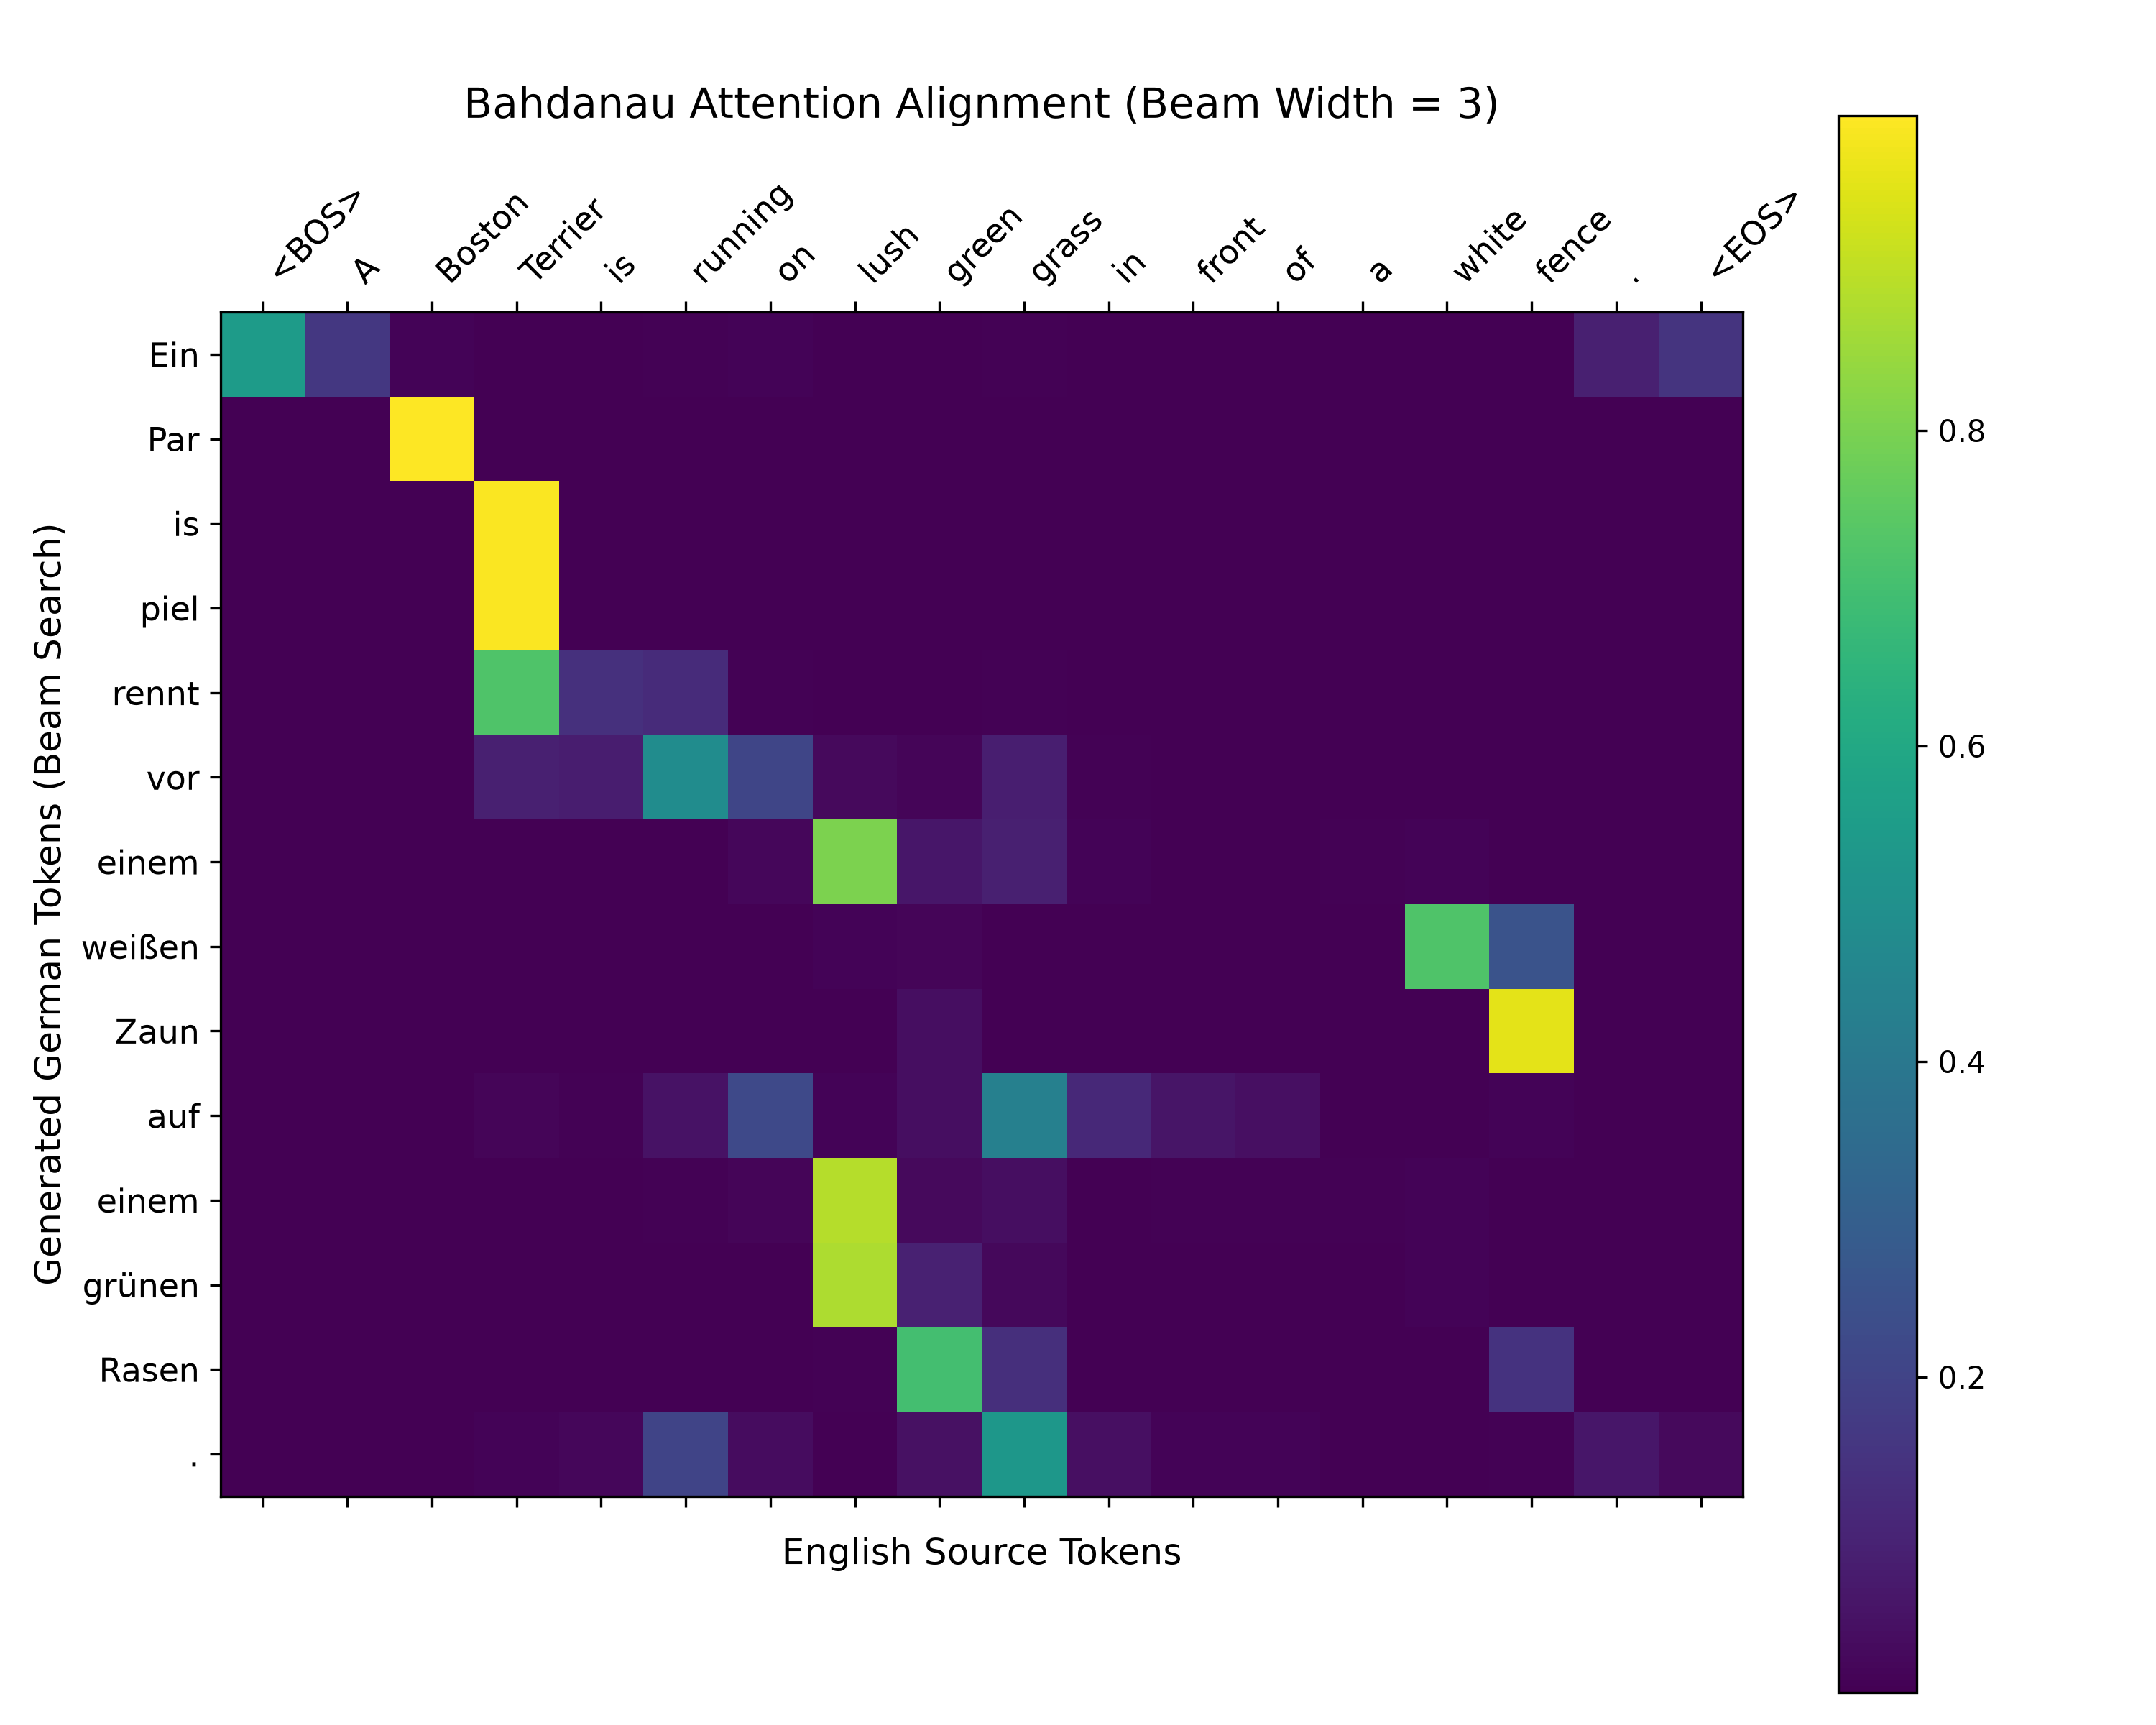 Bahdanau Attention Alignment (Beam Width = 3)
<BOS> A Boston Terrier is running on lush green grass in front of a white fence . <EOS>
Generated German Tokens (Beam Search)
Ein
Par
is
piel
rennt
vor
einem
weißen
Zaun
auf
einem
grünen
Rasen
.
English Source Tokens
0.8
0.6
0.4
0.2